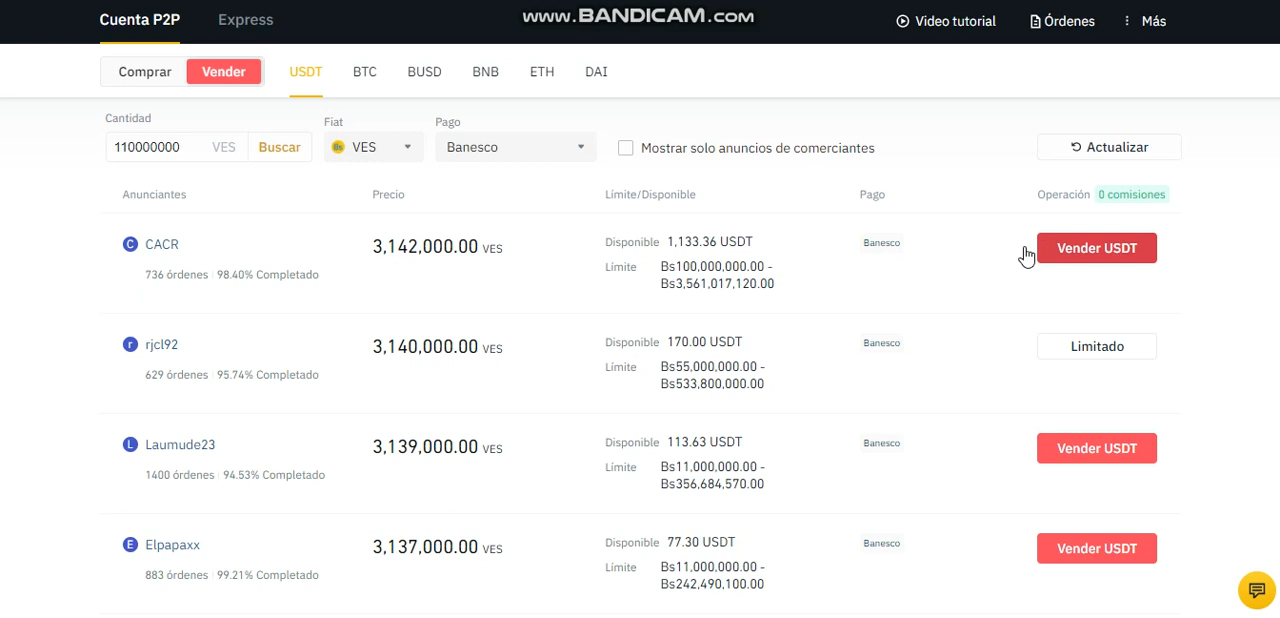 Cuenta P2P
Express
www.BANDICAM.com
Video tutorial
Órdenes
Más
Comprar
Vender
USDT
BTC
BUSD
BNB
ETH
DAI
Cantidad
Fiat
Pago
110000000 VES Buscar
Bs VES
Banesco
Mostrar solo anuncios de comerciantes
Actualizar
Anunciantes
Precio
Límite/Disponible
Pago
Operación 0 comisiones
C CACR
736 órdenes | 98.40% Completado
3,142,000.00 VES
Disponible 1,133.36 USDT
Límite Bs100,000,000.00 -
Bs3,561,017,120.00
Banesco
Vender USDT
r rjcl92
629 órdenes | 95.74% Completado
3,140,000.00 VES
Disponible 170.00 USDT
Límite Bs55,000,000.00 -
Bs533,800,000.00
Banesco
Limitado
L Laumude23
1400 órdenes | 94.53% Completado
3,139,000.00 VES
Disponible 113.63 USDT
Límite Bs11,000,000.00 -
Bs356,684,570.00
Banesco
Vender USDT
E Elpapaxx
883 órdenes | 99.21% Completado
3,137,000.00 VES
Disponible 77.30 USDT
Límite Bs11,000,000.00 -
Bs242,490,100.00
Banesco
Vender USDT